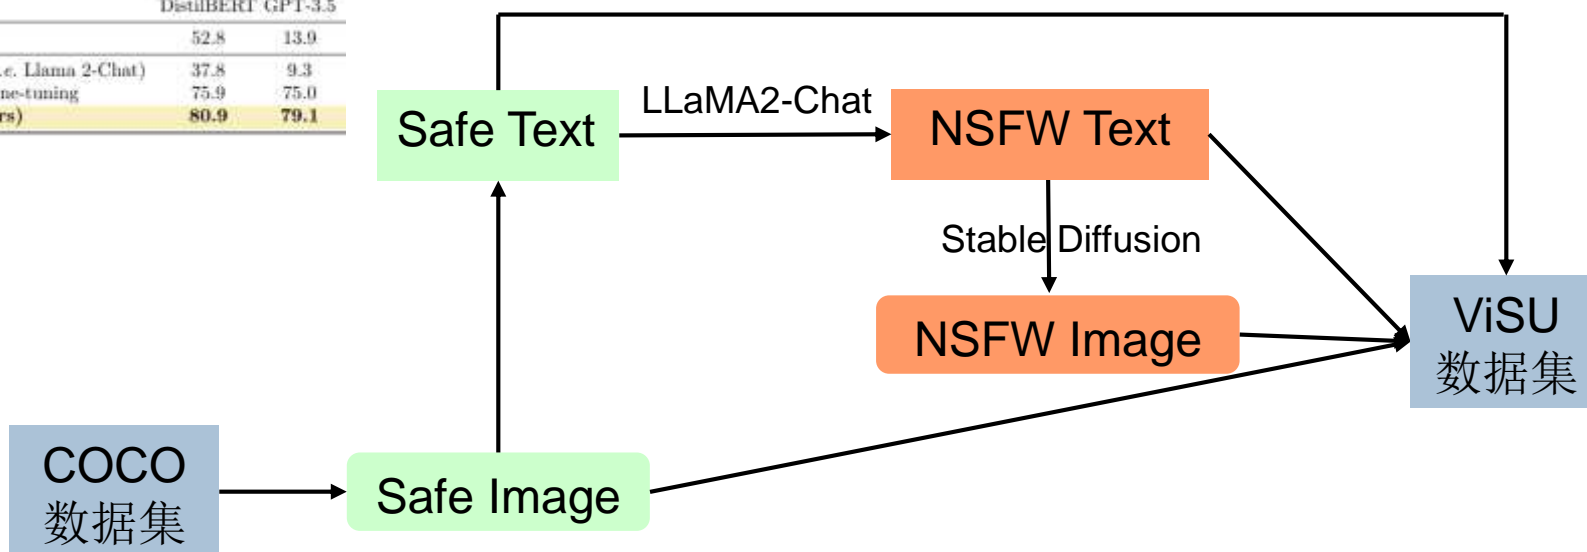 DistilBERT GPT-3.5
52.8 13.9
.e. Llama 2-Chat) 37.8 9.3
ne-tuning 75.9 75.0
rs) 80.9 79.1
Safe Text
LLaMA2-Chat
NSFW Text
Stable Diffusion
NSFW Image
ViSU
数据集
COCO
数据集
Safe Image